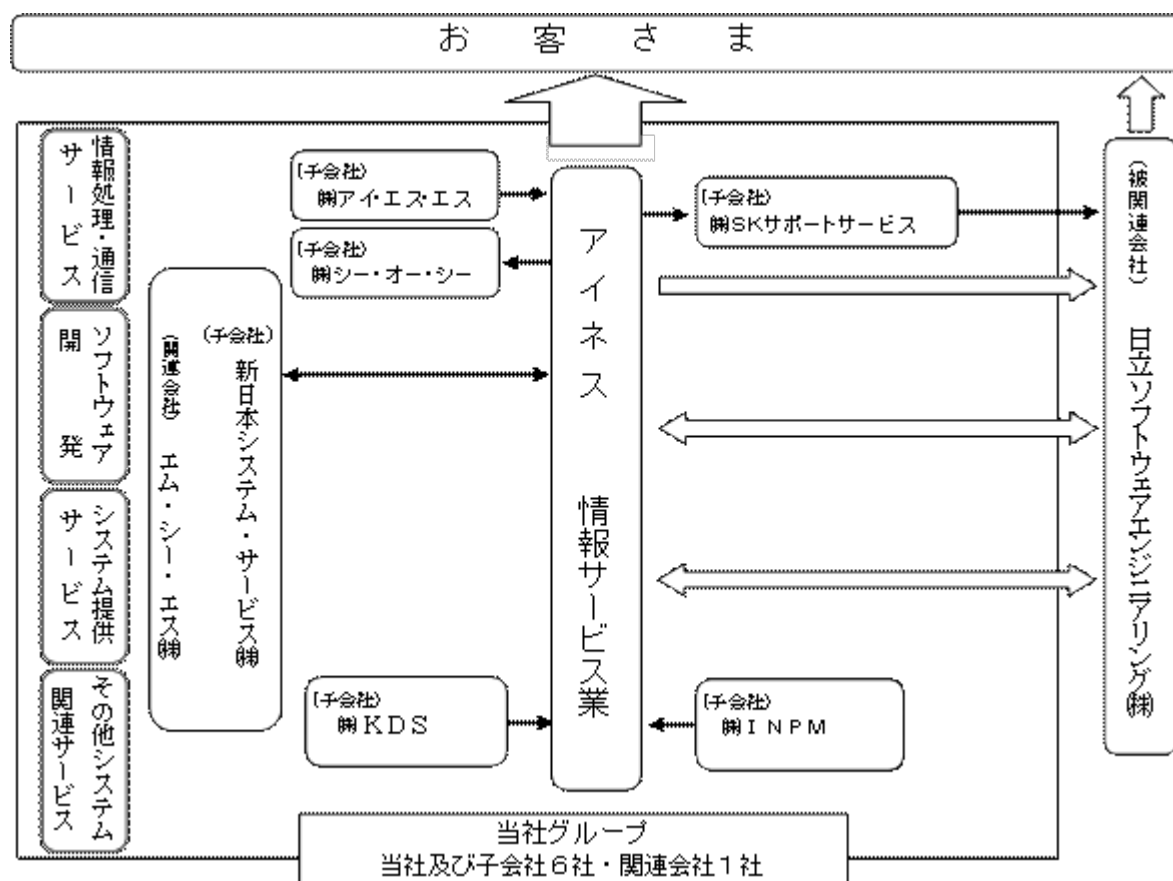 お客さま
情報処理・通信
サービス
ソフトウェア
開発
システム提供
サービス
その他システム
関連サービス
(子会社)
㈱アイ・エス・エス
(子会社)
㈱シー・オー・シー
(子会社)
新日本システム・サービス㈱
(関連会社) エム・シー・エス㈱
(子会社)
㈱KDS
アイネス 情報サービス業
(子会社)
㈱SKサポートサービス
(子会社)
㈱INPM
(被関連会社) 日立ソフトウェアエンジニアリング㈱
当社グループ
当社及び子会社6社・関連会社1社